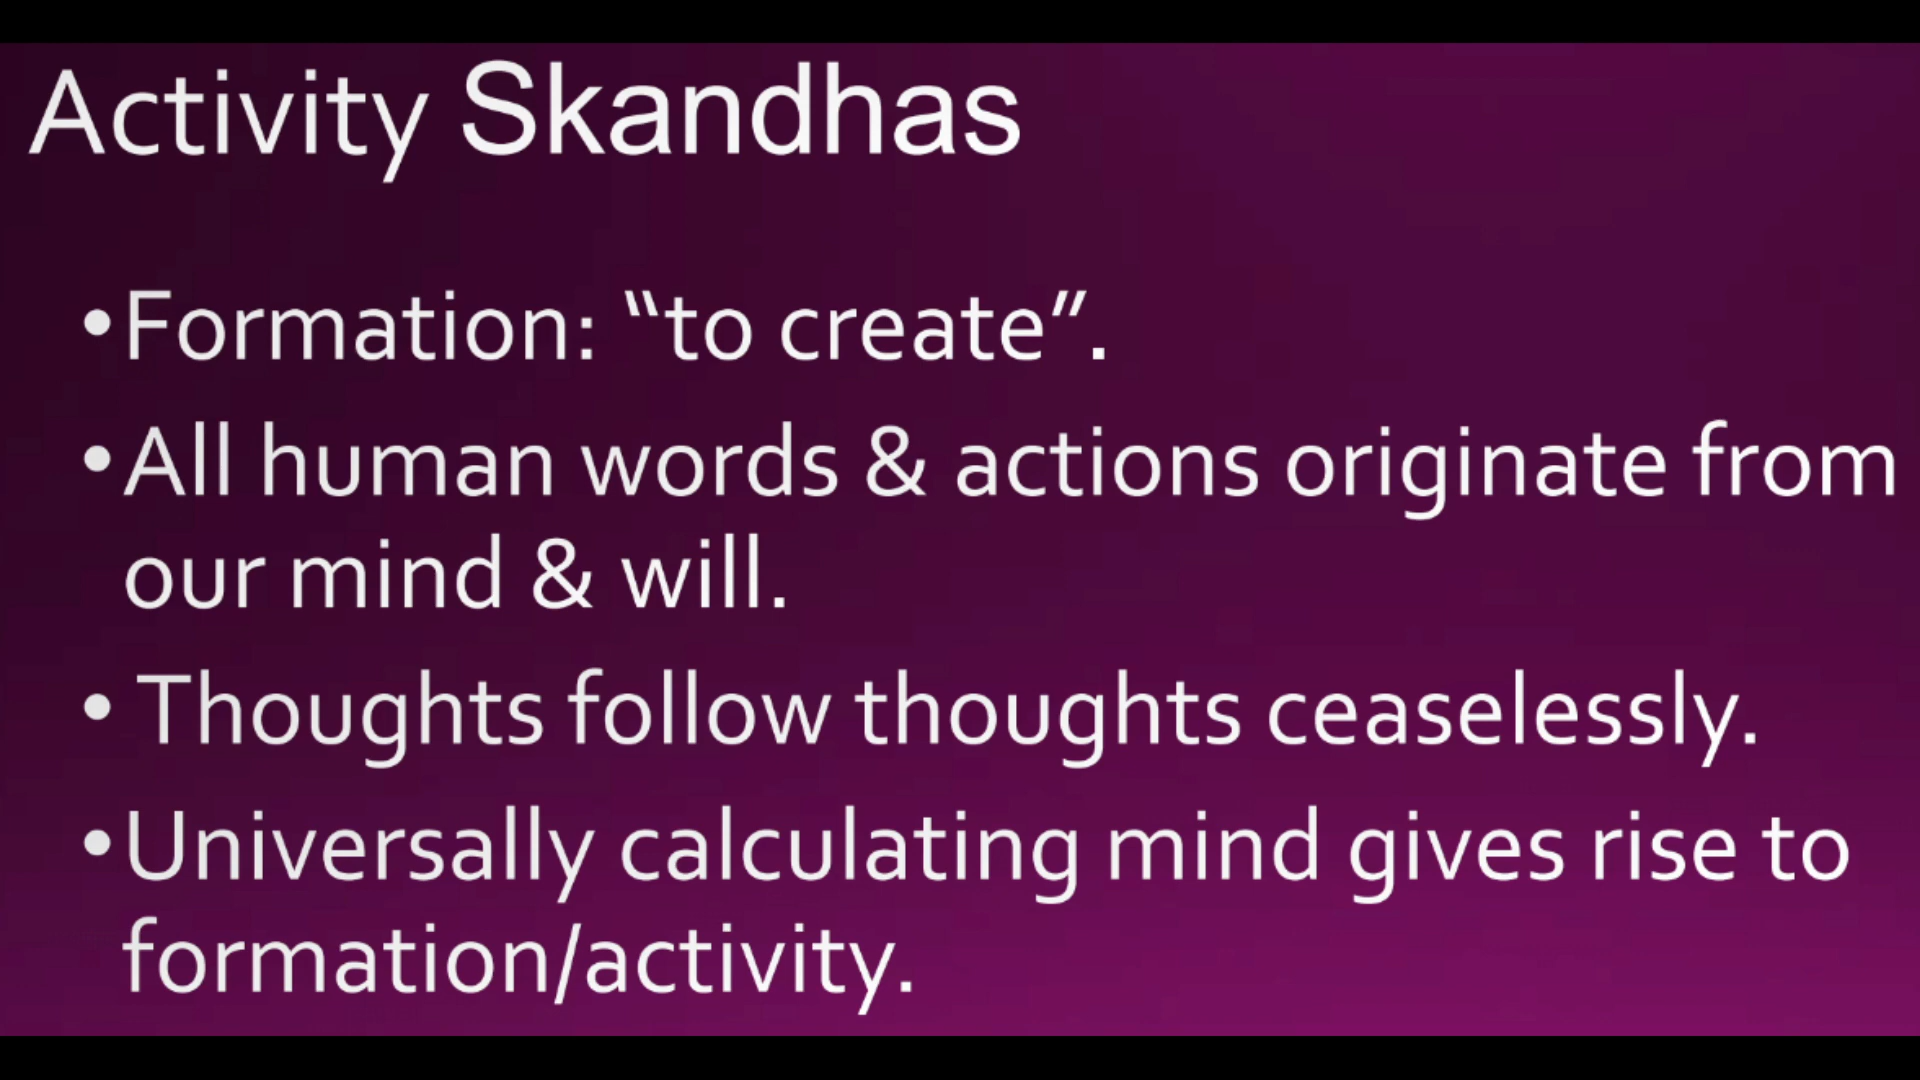 Activity Skandhas
•Formation: “to create”.
•All human words & actions originate from
our mind & will.
• Thoughts follow thoughts ceaselessly.
•Universally calculating mind gives rise to
formation/activity.